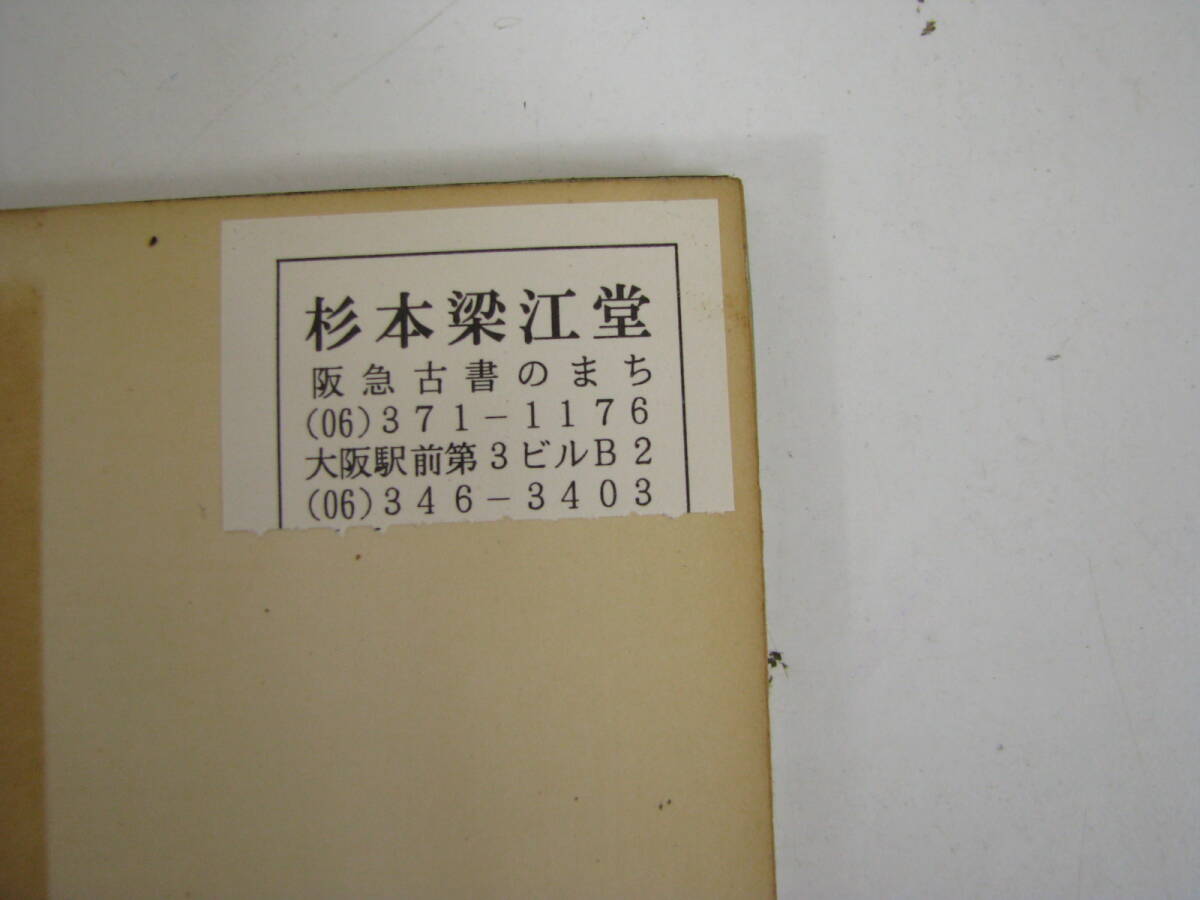 杉本梁江堂
阪急古書のまち
(06)371-1176
大阪駅前第3ビルB2
(06)346-3403